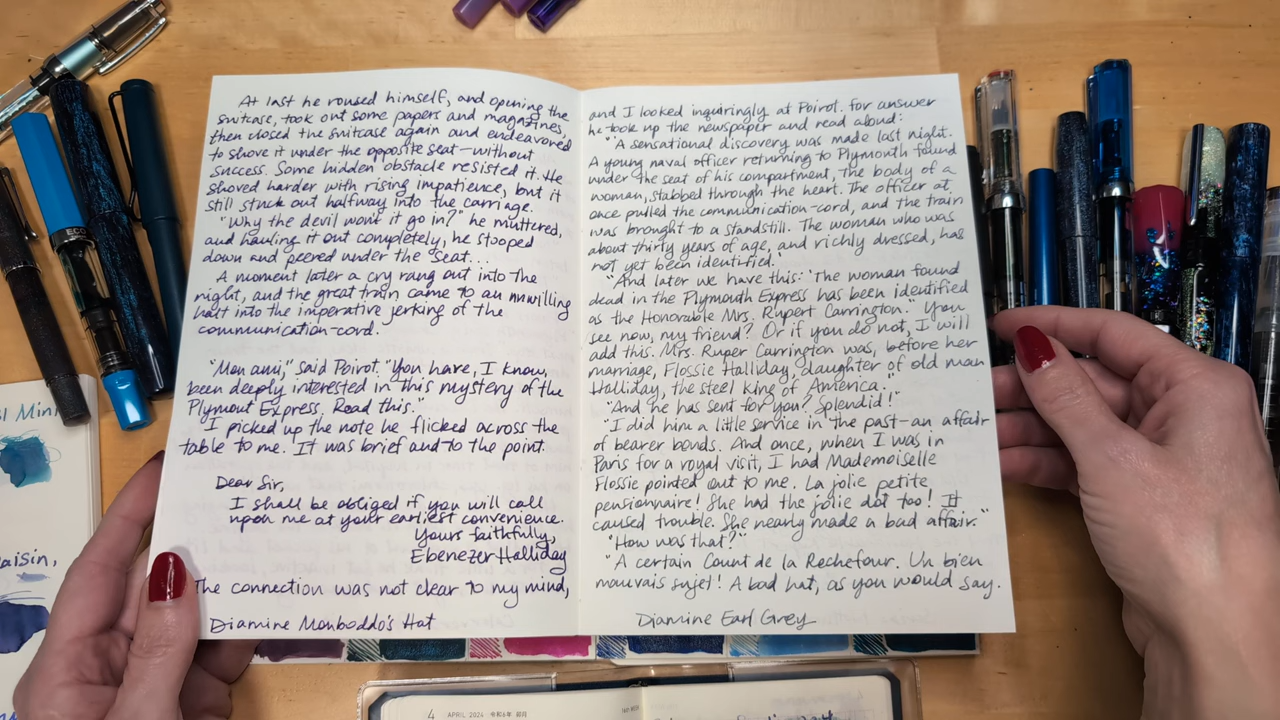 At last he roused himself, and opening the
suitcase, took out some papers and magazines,
then closed the suitcase again and endeavored
to shove it under the opposite seat—without
success. Some hidden obstacle resisted it. He
shoved harder with rising impatience, but it
still stuck out halfway into the carriage.
"Why the devil won't it go in?" he muttered,
and hauling it out completely, he stooped
down and peered under the seat...
A moment later a cry rang out into the
night, and the great train came to an unwilling
halt into the imperative jerking of the
communication-cord.
"Mon ami," said Poirot. "You have, I know,
been deeply interested in this mystery of the
Plymout Express. Read this."
I picked up the note he flicked across the
table to me. It was brief and to the point.
Dear Sir,
I shall be obliged if you will call
upon me at your earliest convenience.
Yours faithfully,
Ebenezer Halliday
The connection was not clear to my mind,
Diamine Monboddo's Hat
and I looked inquiringly at Poirot. for answer
he took up the newspaper and read aloud:
"'A sensational discovery was made last night.
A young naval officer returning to Plymouth found
under the seat of his compartment, the body of a
woman, stabbed through the heart. The officer at
once pulled the communication-cord, and the train
was brought to a standstill. The woman who was
about thirty years of age, and richly dressed, has
not yet been identified.'
"And later we have this: 'The woman found
dead in the Plymouth Express has been identified
as the Honorable Mrs. Rupert Carrington.' You
see now, my friend? Or if you do not, I will
add this. Mrs. Ruper Carrington was, before her
marriage, Flossie Halliday, daughter of old man
Halliday, the steel king of America."
"And he has sent for you? Splendid!"
"I did him a little service in the past—an affair
of bearer bonds. And once, when I was in
Paris for a royal visit, I had Mademoiselle
Flossie pointed out to me. La jolie petite
pensionnaire! She had the jolie dot too! It
caused trouble. She nearly made a bad affair."
"How was that?"
"A certain Count de la Rechefour. Un bien
mauvais sujet! A bad hat, as you would say.
Diamine Earl Grey
ECO
Mini
aisin,
4 APRIL 2024 令和6年